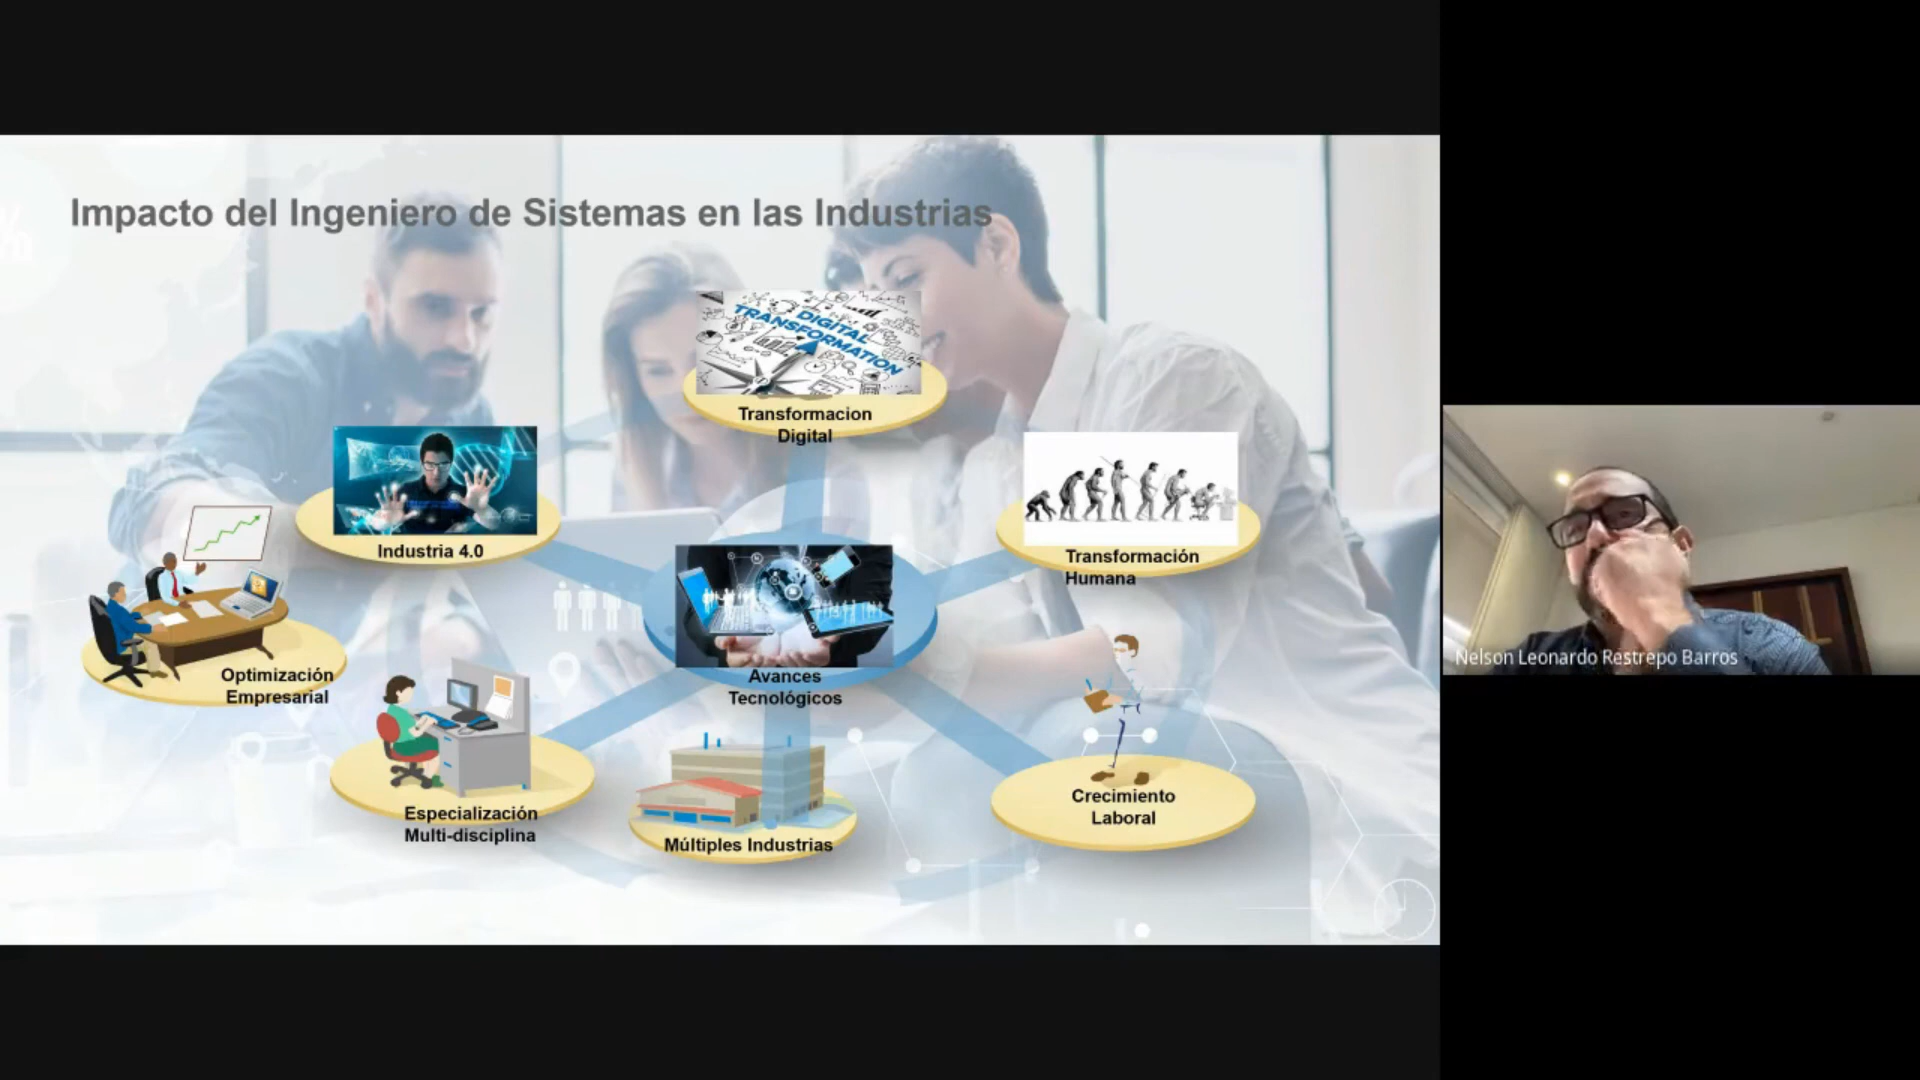 Impacto del Ingeniero de Sistemas en las Industrias
DIGITAL
TRANSFORMATION
Transformacion
Digital
Industria 4.0
Transformación
Humana
Optimización
Empresarial
Avances
Tecnológicos
Especialización
Multi-disciplina
Múltiples Industrias
Crecimiento
Laboral
Nelson Leonardo Restrepo Barros